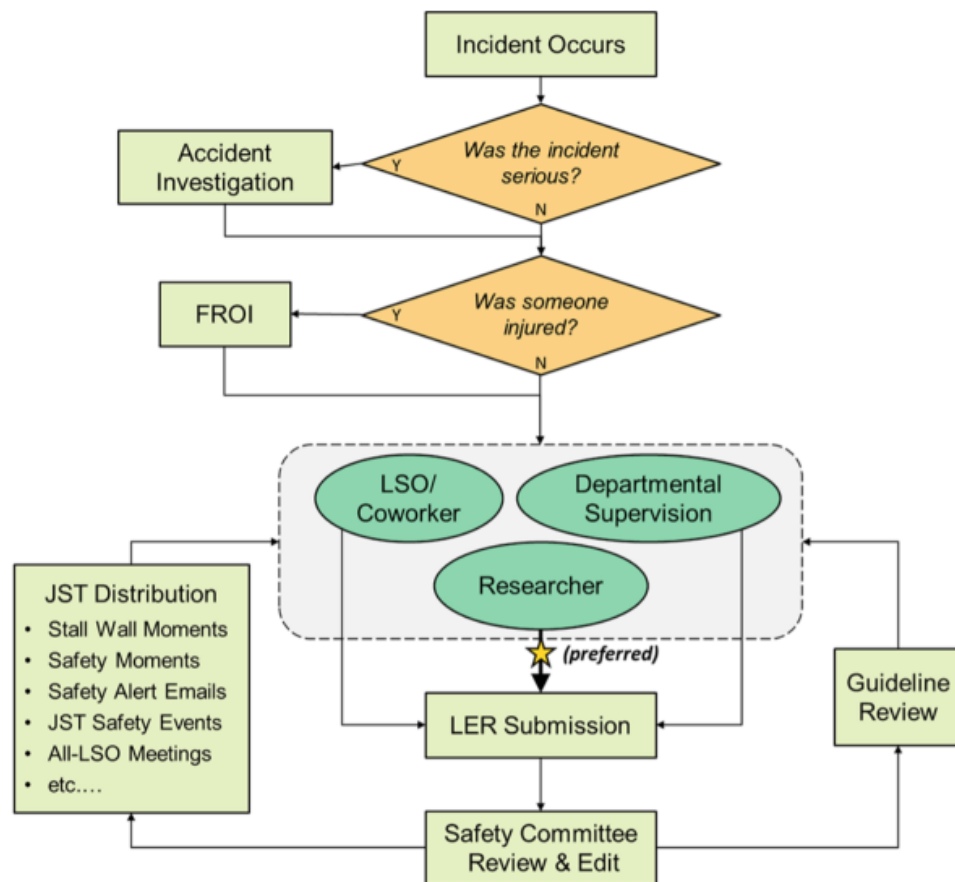 Incident Occurs
Was the incident
serious?
Y
N
Accident
Investigation
Was someone
injured?
Y
N
FROI
LSO/
Coworker
Departmental
Supervision
Researcher
(preferred)
JST Distribution
• Stall Wall Moments
• Safety Moments
• Safety Alert Emails
• JST Safety Events
• All-LSO Meetings
• etc....
LER Submission
Guideline
Review
Safety Committee
Review & Edit